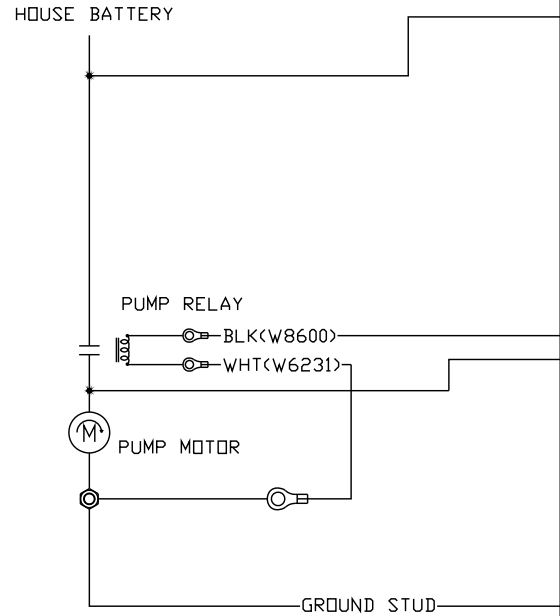 HOUSE BATTERY
PUMP RELAY
BLK(W8600)
WHT(W6231)
M
PUMP MOTOR
GROUND STUD